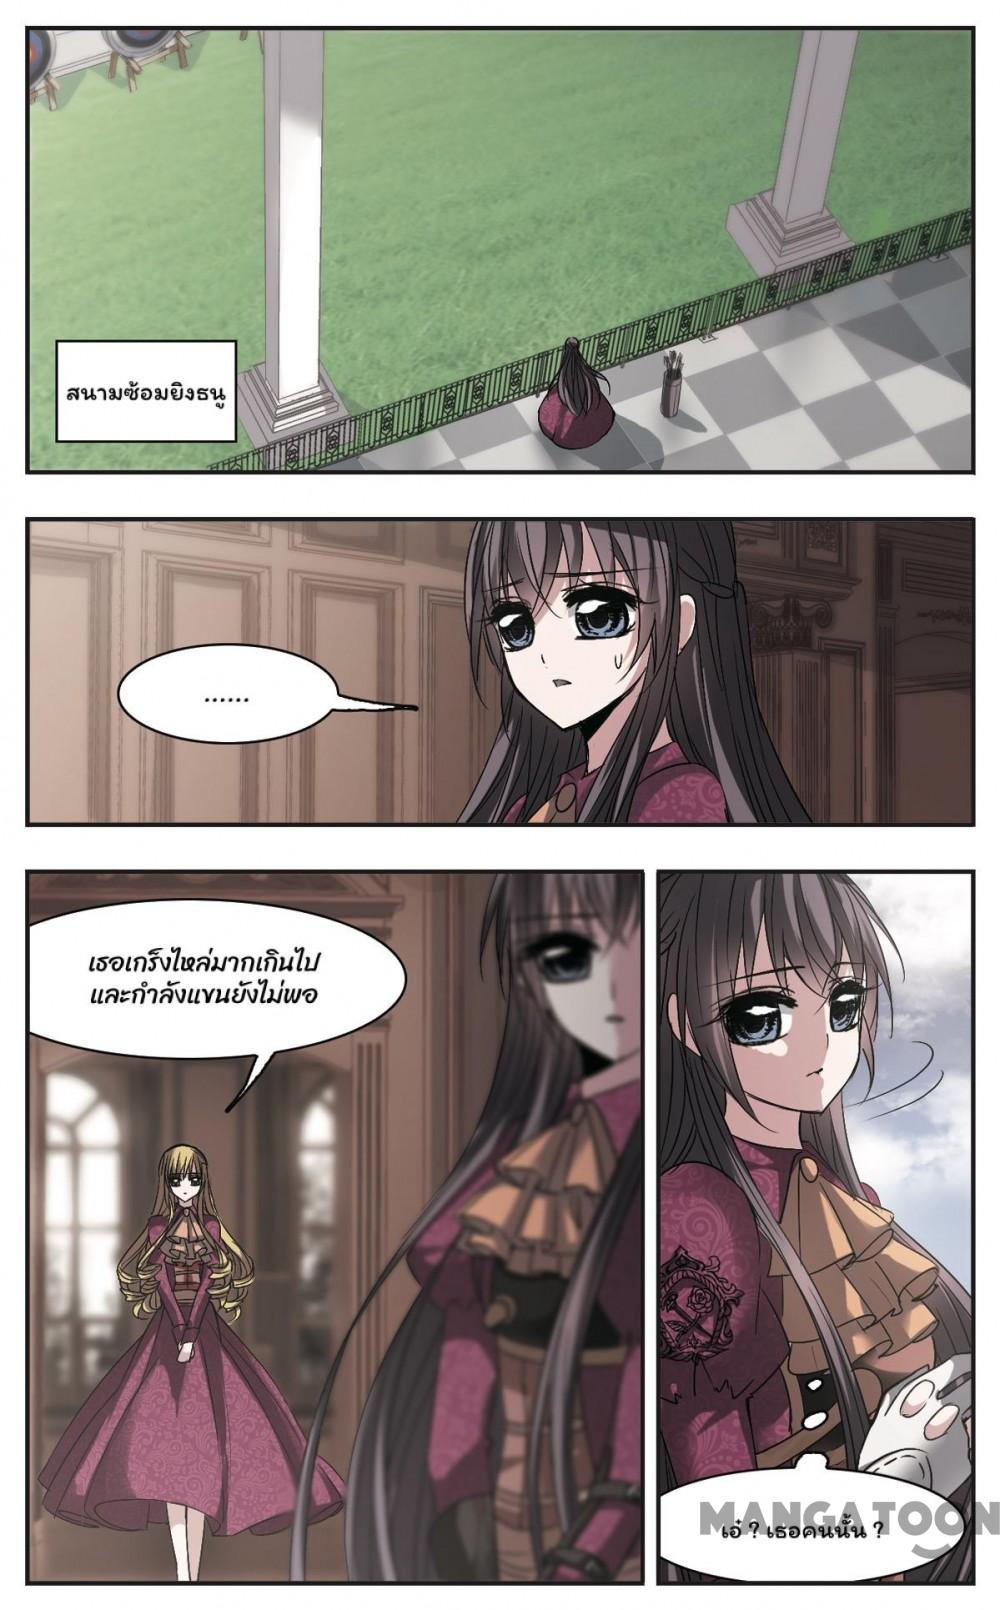 สนามซ้อมยิงธนู
......
เธอเกร็งไหล่มากเกินไป
และกำลังแขนยังไม่พอ
เอ๋ ? เธอคนนั้น ?
MANGATOON